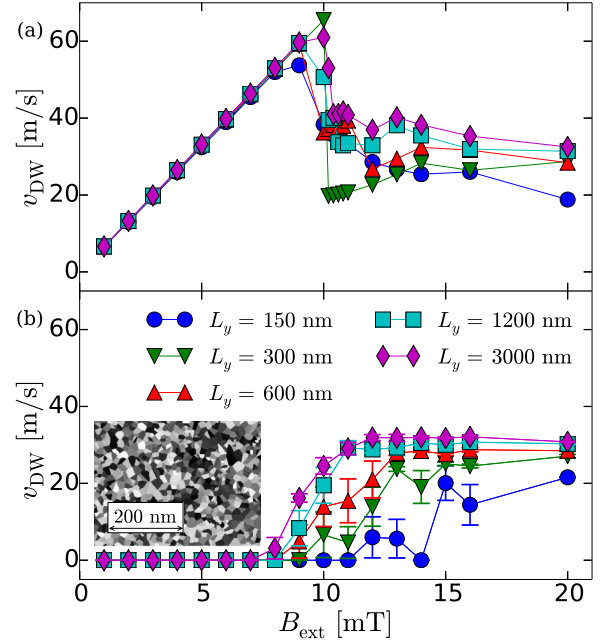 (a)
60
40
20
0
v_DW [m/s]
(b)
L_y = 150 nm
L_y = 1200 nm
L_y = 300 nm
L_y = 3000 nm
L_y = 600 nm
60
40
20
0
v_DW [m/s]
200 nm
0 5 10 15 20
B_ext [mT]